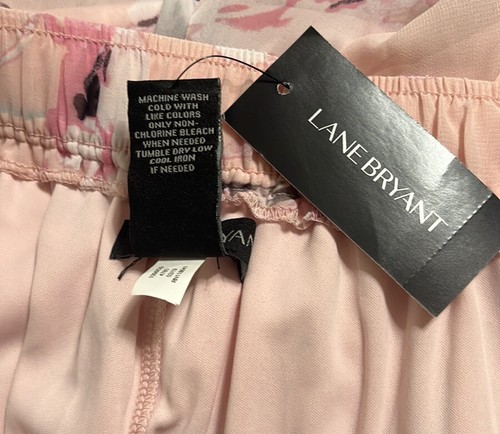 MACHINE WASH
COLD WITH
LIKE COLORS
ONLY NON-
CHLORINE BLEACH
WHEN NEEDED
TUMBLE DRY LOW
COOL IRON
IF NEEDED
LANE BRYANT
YAN